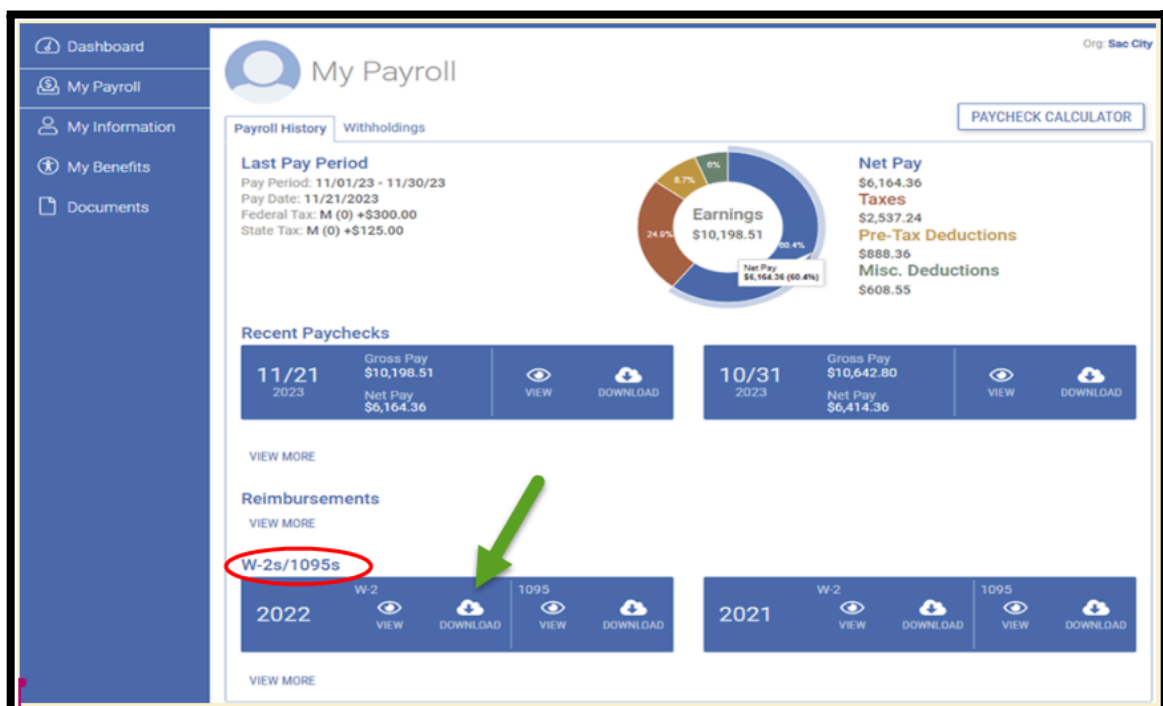 Dashboard
My Payroll
My Information
My Benefits
Documents
Org: Sac City
My Payroll
PAYCHECK CALCULATOR
Payroll History Withholdings
Last Pay Period
Pay Period: 11/01/23 - 11/30/23
Pay Date: 11/21/2023
Federal Tax: M (0) +$300.00
State Tax: M (0) +$125.00
6%
8.7%
24.9%
60.4%
Earnings
$10,198.51
Net Pay
$6,164.36 (60.4%)
Net Pay
$6,164.36
Taxes
$2,537.24
Pre-Tax Deductions
$888.36
Misc. Deductions
$608.55
Recent Paychecks
11/21
2023
Gross Pay
$10,198.51
Net Pay
$6,164.36
VIEW DOWNLOAD
10/31
2023
Gross Pay
$10,642.80
Net Pay
$6,414.36
VIEW DOWNLOAD
VIEW MORE
Reimbursements
VIEW MORE
W-2s/1095s
2022
W-2
VIEW DOWNLOAD
1095
VIEW DOWNLOAD
2021
W-2
VIEW DOWNLOAD
1095
VIEW DOWNLOAD
VIEW MORE